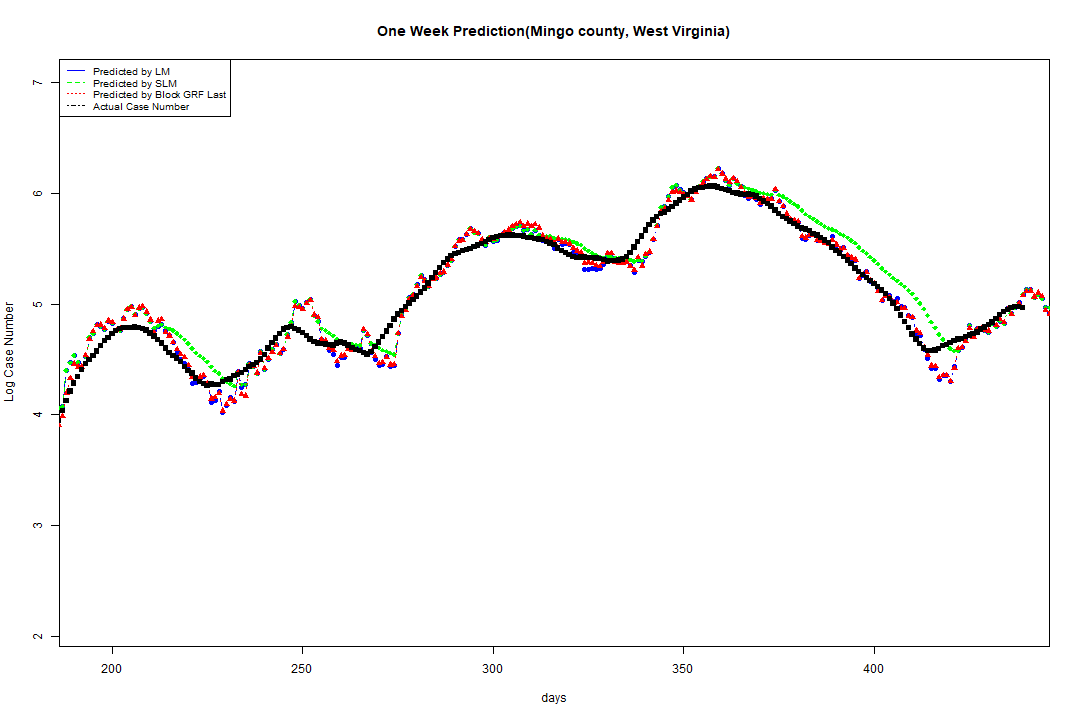 One Week Prediction(Mingo county, West Virginia)
Predicted by LM
Predicted by SLM
Predicted by Block GRF Last
Actual Case Number
7
6
5
4
3
2
Log Case Number
200 250 300 350 400
days